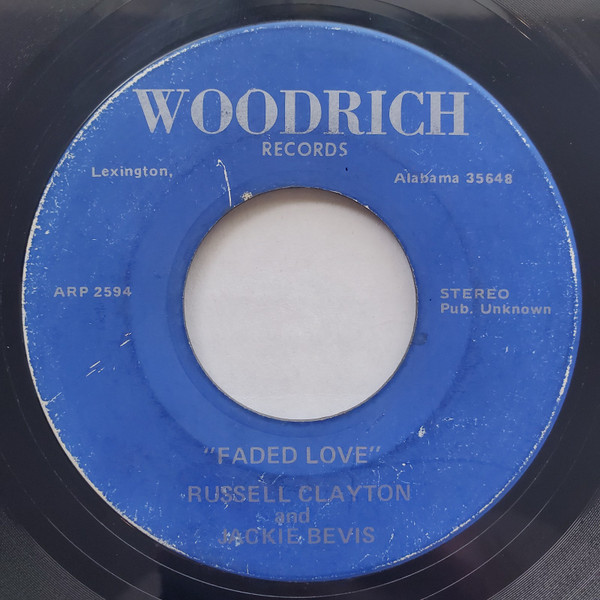 WOODRICH
RECORDS
Lexington, Alabama 35648
ARP 2594
STEREO
Pub. Unknown
"FADED LOVE"
RUSSELL CLAYTON
and
JACKIE BEVIS